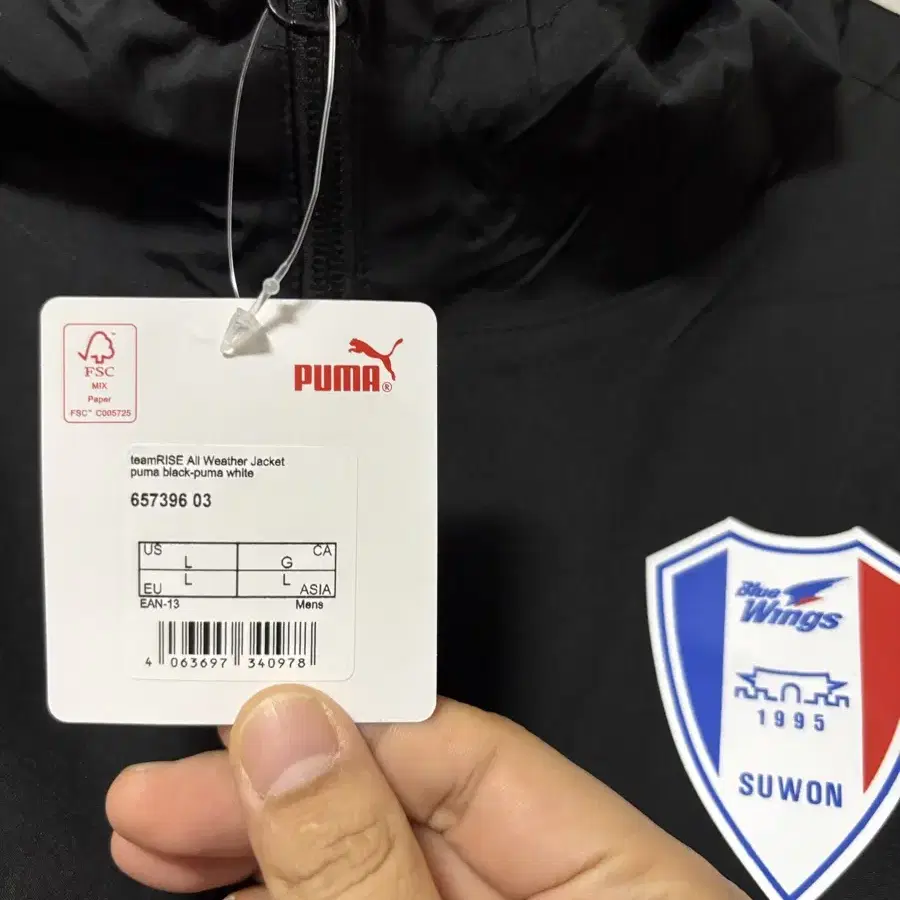 FSC
MIX
Paper
FSC™ C005725
PUMA®
teamRISE All Weather Jacket
puma black-puma white
657396 03
US L G CA
EU L L ASIA
EAN-13 Mens
4 063697 340978
Blue
Wings
1995
SUWON